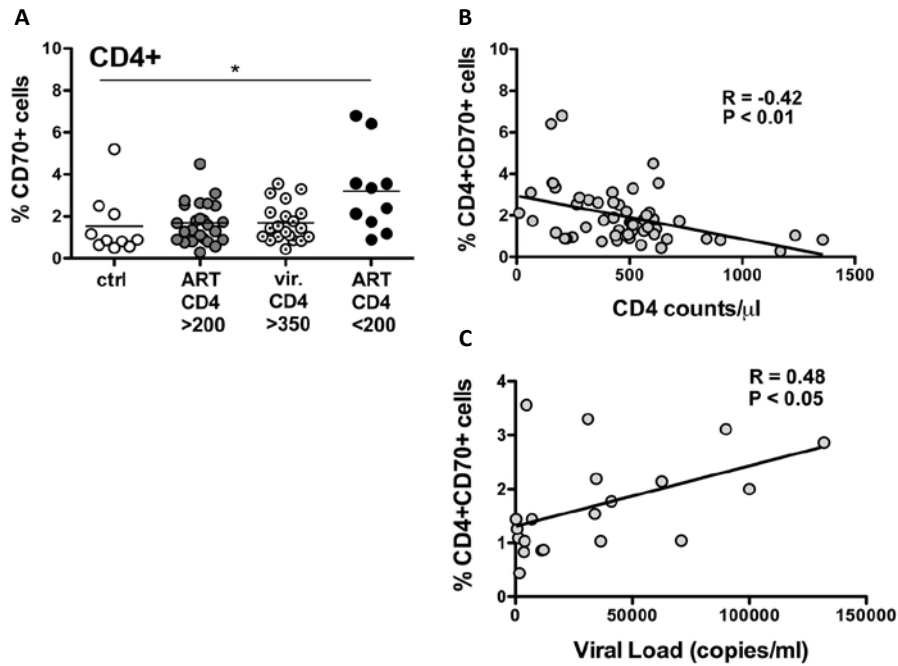 A
CD4+
*
% CD70+ cells
10
8
6
4
2
0
ctrl
ART
CD4
>200
vir.
CD4
>350
ART
CD4
<200
B
% CD4+CD70+ cells
10
8
6
4
2
0
R = -0.42
P < 0.01
0 500 1000 1500
CD4 counts/μl
C
% CD4+CD70+ cells
4
3
2
1
0
R = 0.48
P < 0.05
0 50000 100000 150000
Viral Load (copies/ml)